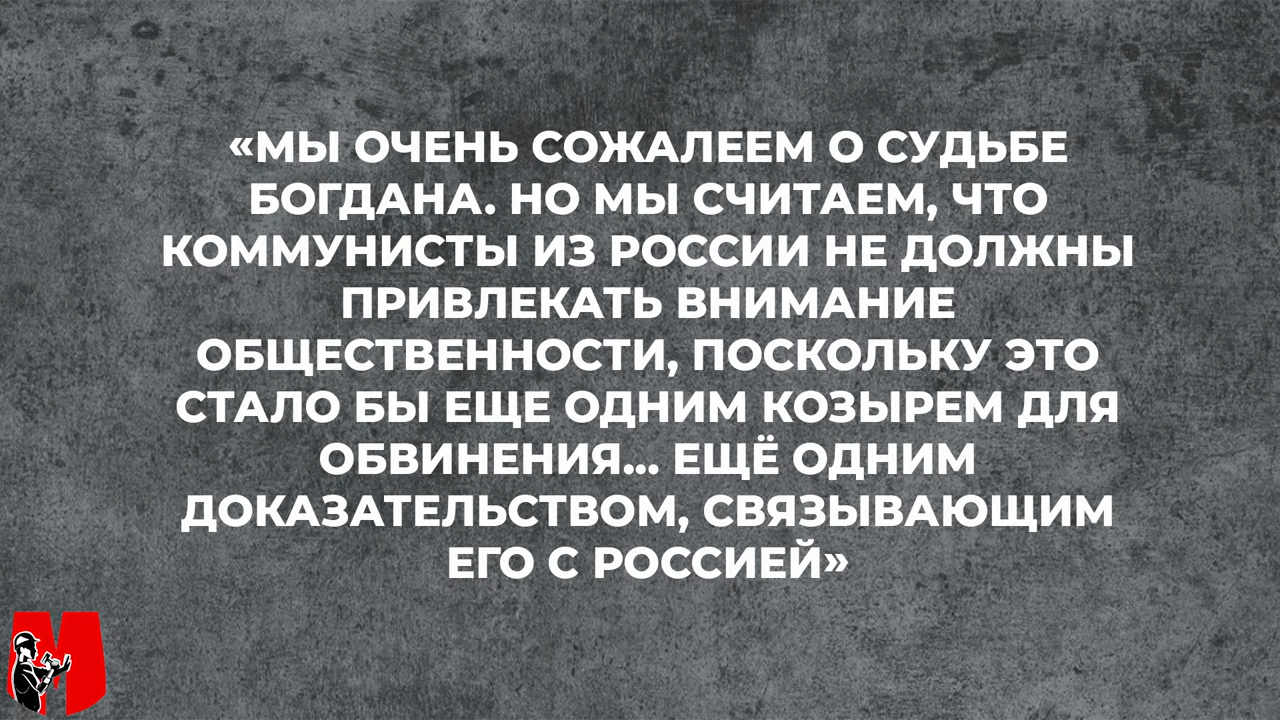 «МЫ ОЧЕНЬ СОЖАЛЕЕМ О СУДЬБЕ
БОГДАНА. НО МЫ СЧИТАЕМ, ЧТО
КОММУНИСТЫ ИЗ РОССИИ НЕ ДОЛЖНЫ
ПРИВЛЕКАТЬ ВНИМАНИЕ
ОБЩЕСТВЕННОСТИ, ПОСКОЛЬКУ ЭТО
СТАЛО БЫ ЕЩЕ ОДНИМ КОЗЫРЕМ ДЛЯ
ОБВИНЕНИЯ... ЕЩЁ ОДНИМ
ДОКАЗАТЕЛЬСТВОМ, СВЯЗЫВАЮЩИМ
ЕГО С РОССИЕЙ»
М